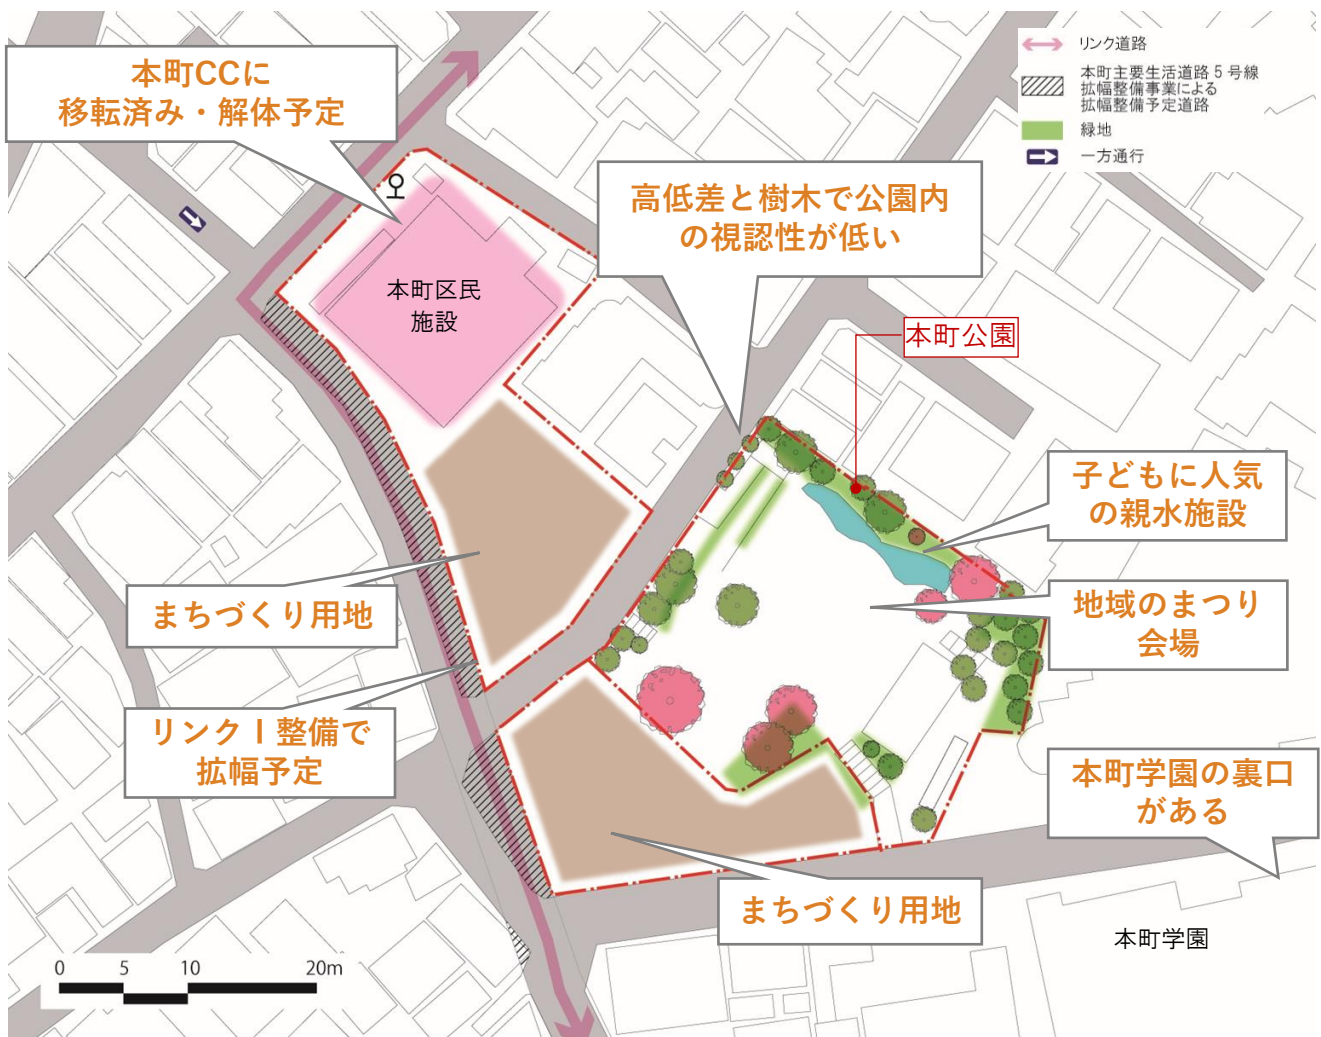 本町CCに
移転済み・解体予定
リンク道路
本町主要生活道路 5 号線
拡幅整備事業による
拡幅整備予定道路
緑地
一方通行
高低差と樹木で公園内
の視認性が低い
本町区民
施設
本町公園
子どもに人気
の親水施設
まちづくり用地
地域のまつり
会場
リンクⅠ整備で
拡幅予定
本町学園の裏口
がある
まちづくり用地
本町学園
0 5 10 20m